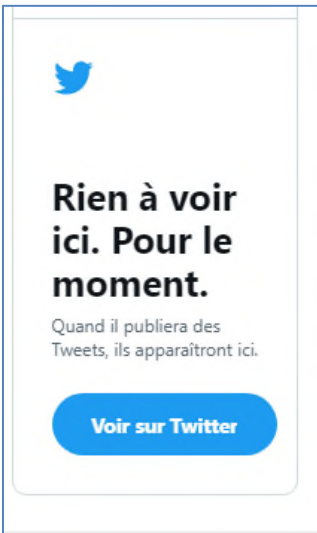 Rien à voir
ici. Pour le
moment.
Quand il publiera des
Tweets, ils apparaîtront ici.
Voir sur Twitter